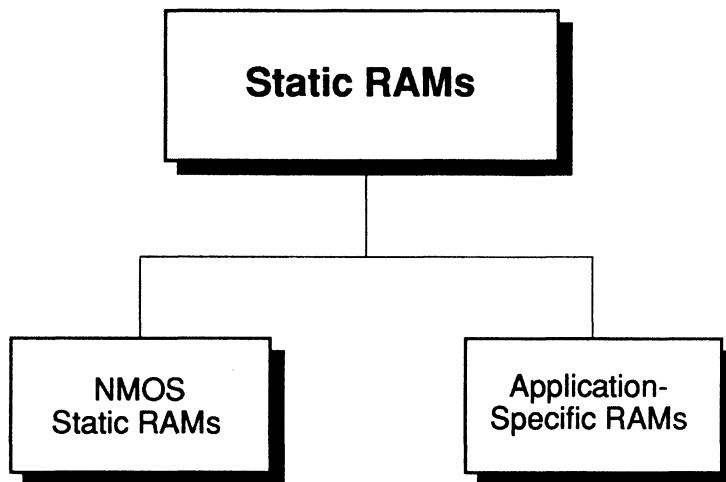 Static RAMs
NMOS
Static RAMs
Application-
Specific RAMs